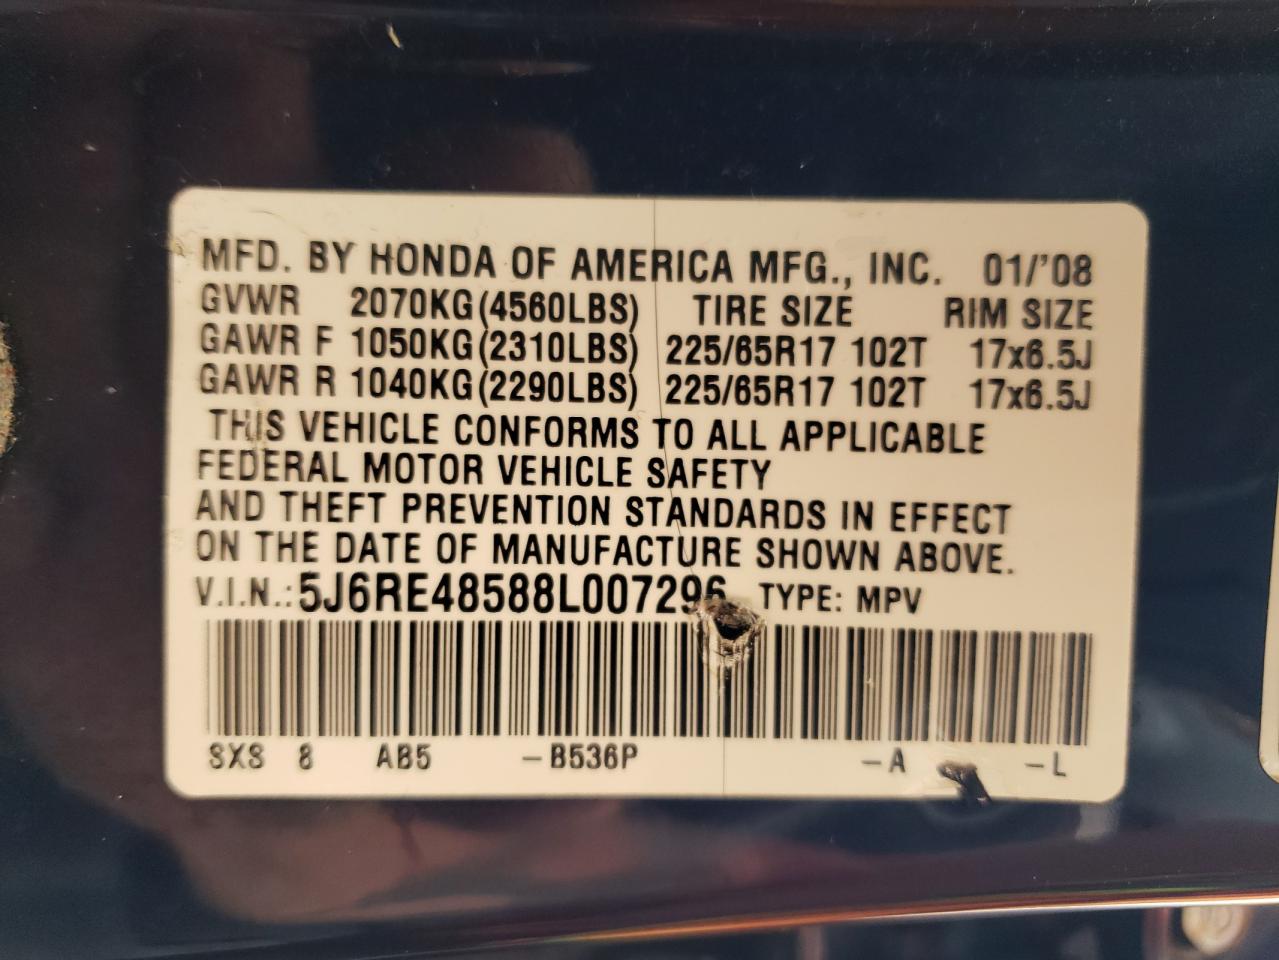 MFD. BY HONDA OF AMERICA MFG., INC. 01/'08
GVWR 2070KG(4560LBS) TIRE SIZE RIM SIZE
GAWR F 1050KG(2310LBS) 225/65R17 102T 17x6.5J
GAWR R 1040KG(2290LBS) 225/65R17 102T 17x6.5J
THIS VEHICLE CONFORMS TO ALL APPLICABLE
FEDERAL MOTOR VEHICLE SAFETY
AND THEFT PREVENTION STANDARDS IN EFFECT
ON THE DATE OF MANUFACTURE SHOWN ABOVE.
V.I.N.: 5J6RE48588L007296 TYPE: MPV
SXS 8 AB5 -B536P -A -L